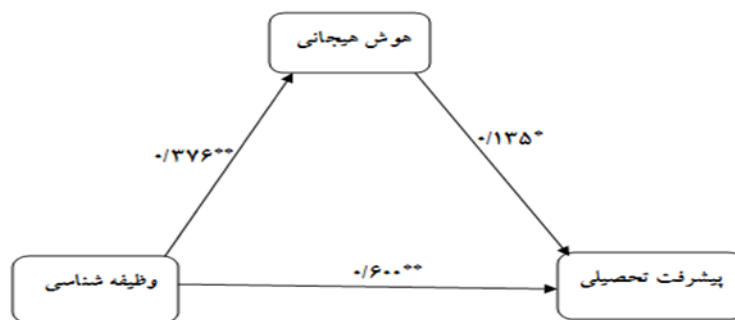 هوش هیجانی
۰/۳۷۶**
۰/۱۳۵*
وظیفه شناسی
۰/۶۰۰**
پیشرفت تحصیلی